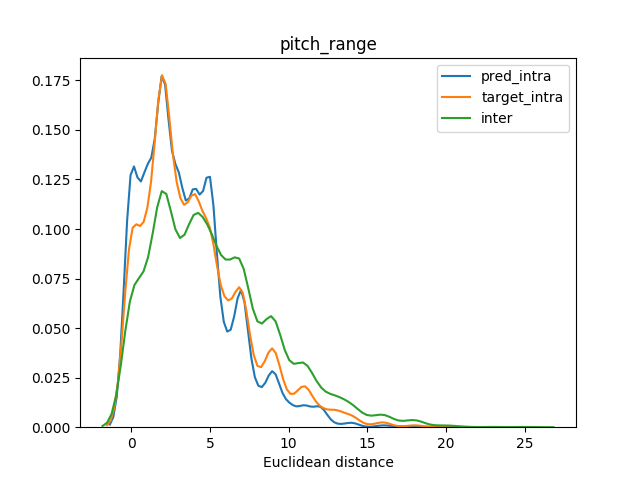 pitch_range
pred_intra
target_intra
inter
0.175
0.150
0.125
0.100
0.075
0.050
0.025
0.000
0 5 10 15 20 25
Euclidean distance